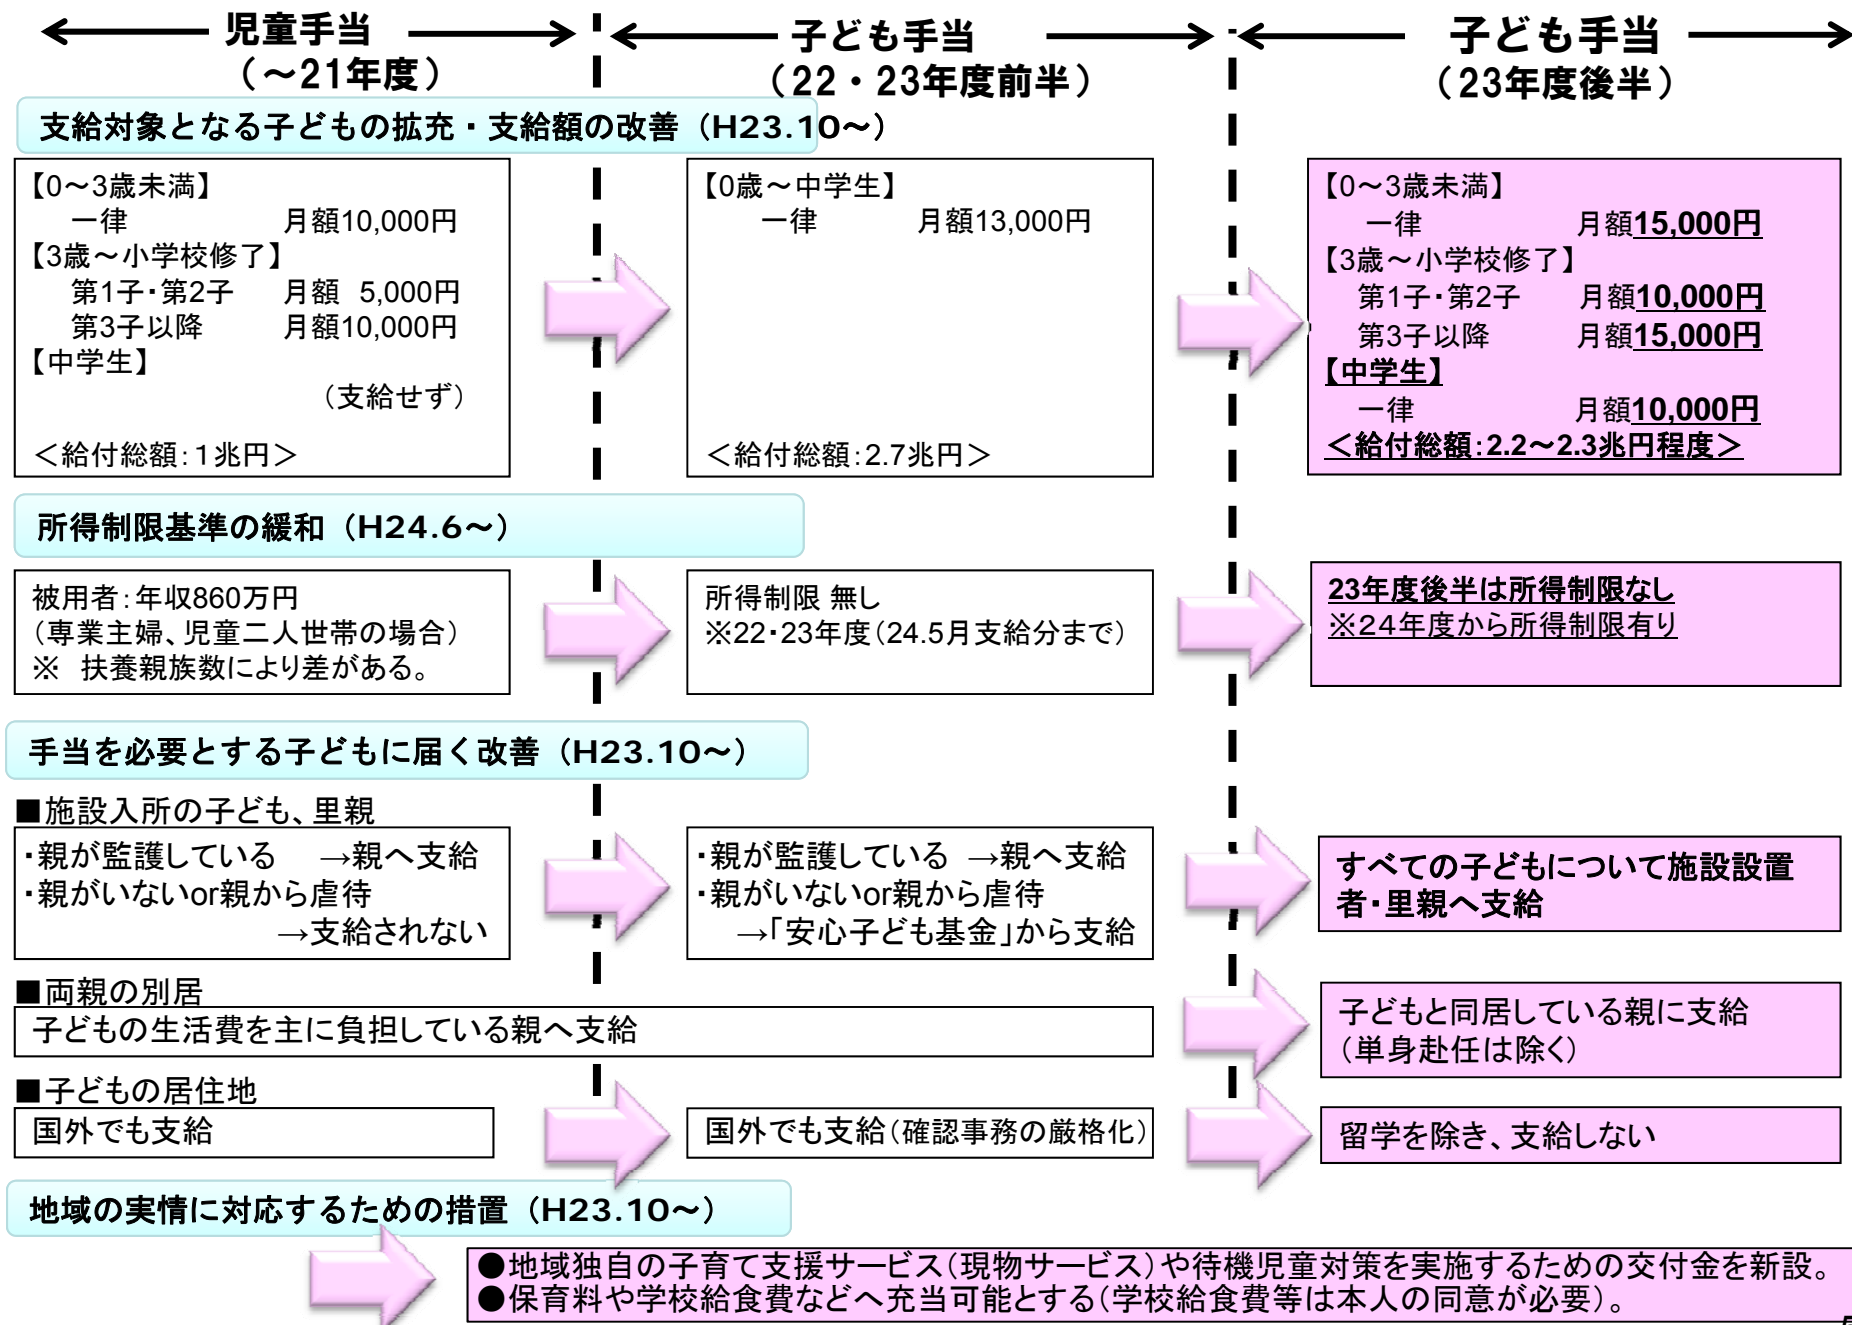 児童手当
（～21年度）
子ども手当
（22・23年度前半）
子ども手当
（23年度後半）
支給対象となる子どもの拡充・支給額の改善（H23.10～）
【0～3歳未満】
一律 月額10,000円
【3歳～小学校修了】
第1子・第2子 月額 5,000円
第3子以降 月額10,000円
【中学生】
（支給せず）
＜給付総額：１兆円＞
【0歳～中学生】
一律 月額13,000円
＜給付総額：2.7兆円＞
【0～3歳未満】
一律 月額15,000円
【3歳～小学校修了】
第1子・第2子 月額10,000円
第3子以降 月額15,000円
【中学生】
一律 月額10,000円
＜給付総額：2.2～2.3兆円程度＞
所得制限基準の緩和（H24.6～）
被用者：年収860万円
（専業主婦、児童二人世帯の場合）
※ 扶養親族数により差がある。
所得制限 無し
※22・23年度（24.5月支給分まで）
23年度後半は所得制限なし
※２４年度から所得制限有り
手当を必要とする子どもに届く改善（H23.10～）
■施設入所の子ども、里親
・親が監護している →親へ支給
・親がいないor親から虐待
→支給されない
・親が監護している →親へ支給
・親がいないor親から虐待
→「安心子ども基金」から支給
すべての子どもについて施設設置
者・里親へ支給
■両親の別居
子どもの生活費を主に負担している親へ支給
子どもと同居している親に支給
（単身赴任は除く）
■子どもの居住地
国外でも支給
国外でも支給（確認事務の厳格化）
留学を除き、支給しない
地域の実情に対応するための措置（H23.10～）
●地域独自の子育て支援サービス（現物サービス）や待機児童対策を実施するための交付金を新設。
●保育料や学校給食費などへ充当可能とする（学校給食費等は本人の同意が必要）。